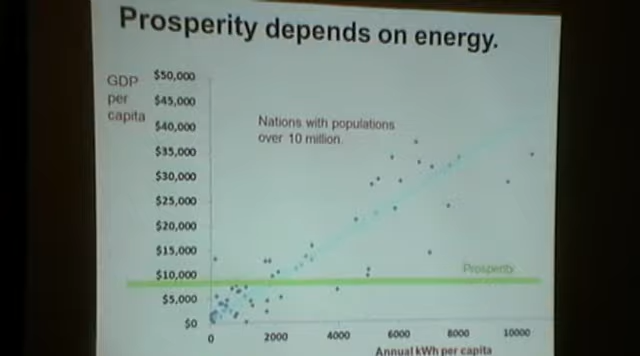 Prosperity depends on energy.
GDP
per
capita
$50,000
$45,000
$40,000
$35,000
$30,000
$25,000
$20,000
$15,000
$10,000
$5,000
$0
Nations with populations
over 10 million.
Prosperity
0 2000 4000 6000 8000 10000
Annual kWh per capita